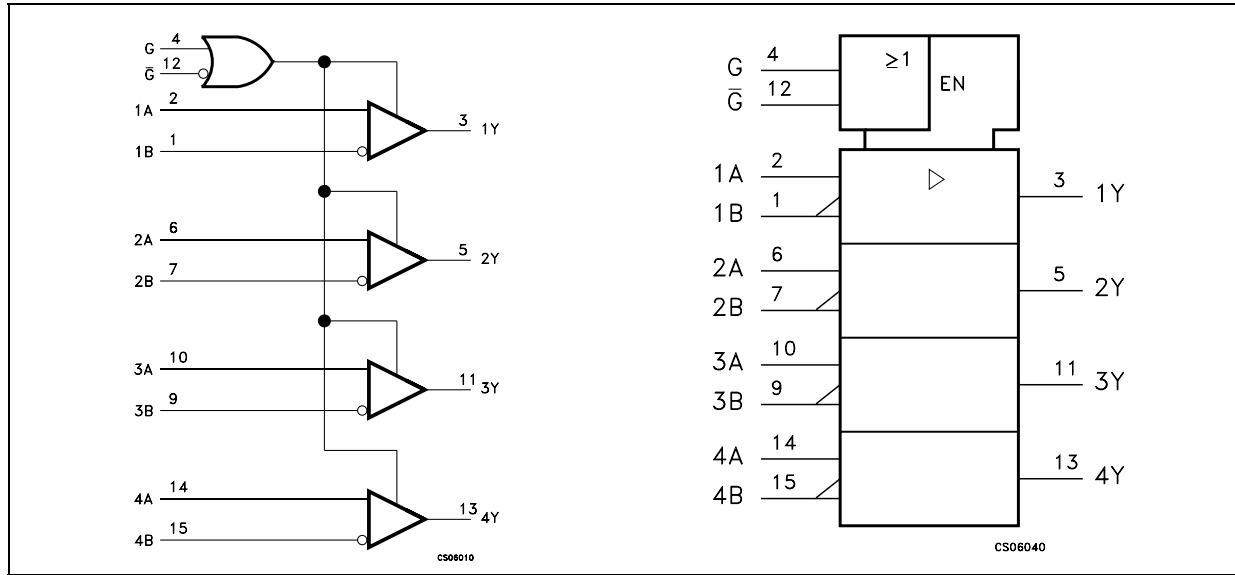 G 4
G̅ 12
1A 2
1B 1
3 1Y
2A 6
2B 7
5 2Y
3A 10
3B 9
11 3Y
4A 14
4B 15
13 4Y
CS06010
G 4
G̅ 12
≥1
EN
1A 2
1B 1
3 1Y
2A 6
2B 7
5 2Y
3A 10
3B 9
11 3Y
4A 14
4B 15
13 4Y
CS06040